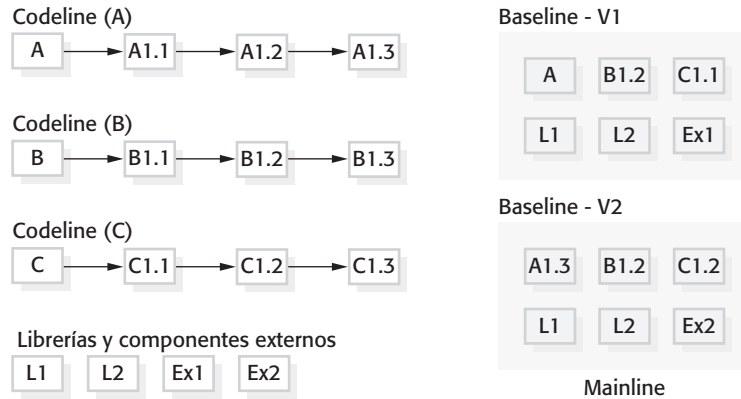 Codeline (A)
A A1.1 A1.2 A1.3
Codeline (B)
B B1.1 B1.2 B1.3
Codeline (C)
C C1.1 C1.2 C1.3
Librerías y componentes externos
L1 L2 Ex1 Ex2
Baseline - V1
A B1.2 C1.1
L1 L2 Ex1
Baseline - V2
A1.3 B1.2 C1.2
L1 L2 Ex2
Mainline